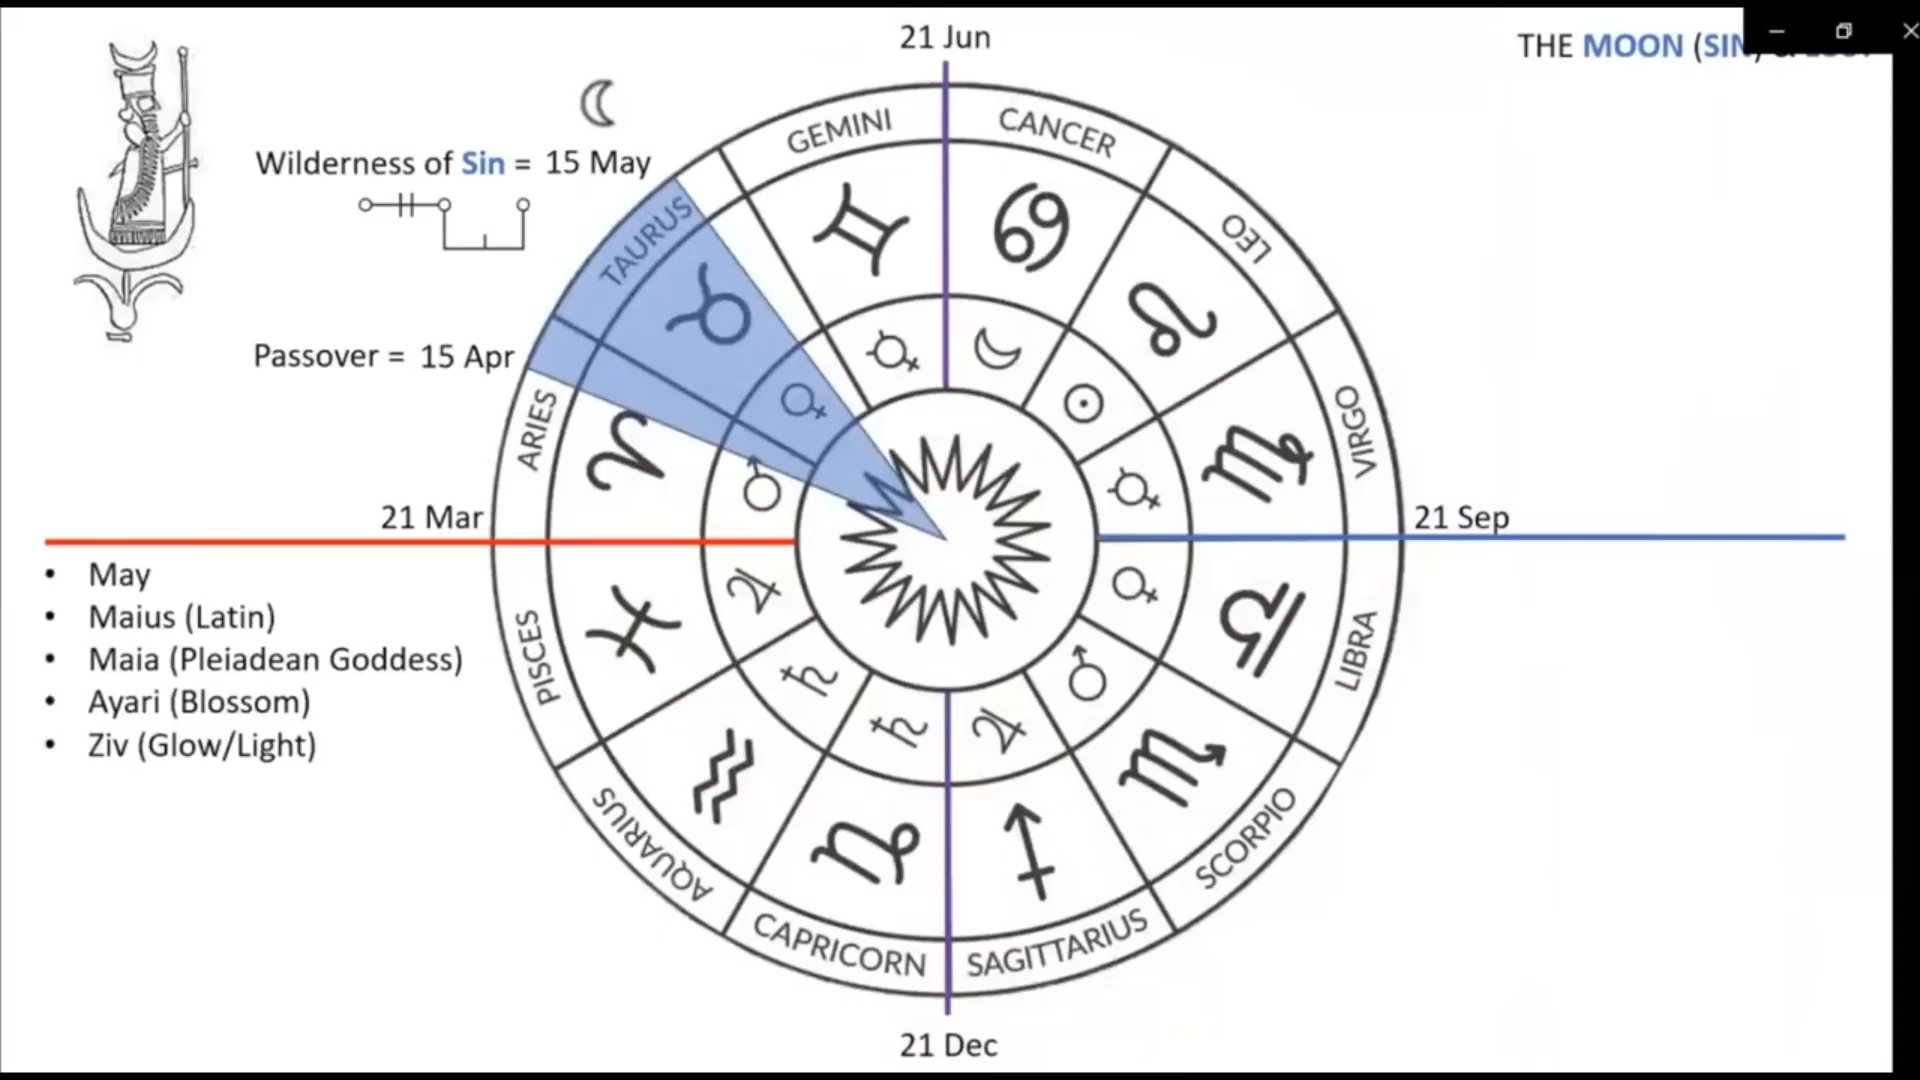 21 Jun
THE MOON (SIN)
Wilderness of Sin = 15 May
Passover = 15 Apr
21 Mar
21 Sep
• May
• Maius (Latin)
• Maia (Pleiadean Goddess)
• Ayari (Blossom)
• Ziv (Glow/Light)
GEMINI
CANCER
LEO
VIRGO
LIBRA
SCORPIO
SAGITTARIUS
CAPRICORN
AQUARIUS
PISCES
ARIES
TAURUS
21 Dec